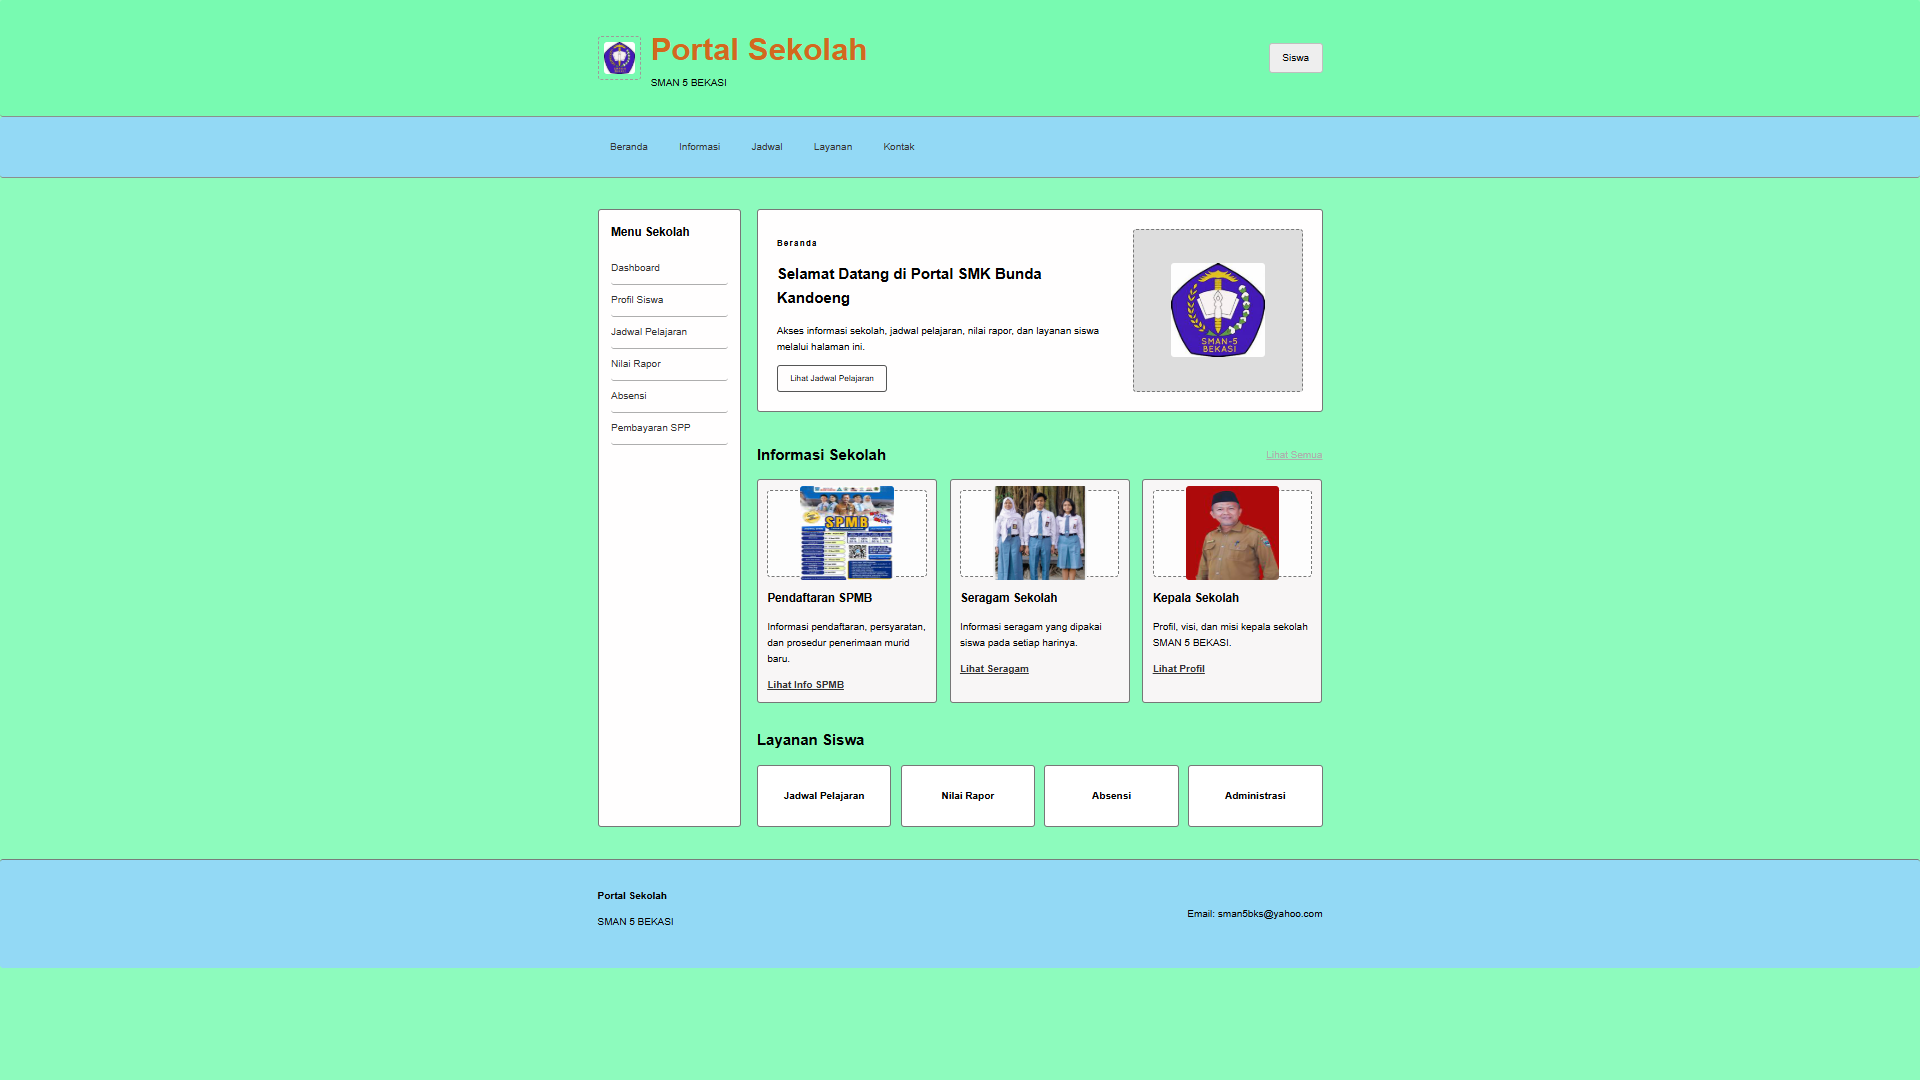 Portal Sekolah
SMAN 5 BEKASI
Siswa
Beranda
Informasi
Jadwal
Layanan
Kontak
Menu Sekolah
Dashboard
Profil Siswa
Jadwal Pelajaran
Nilai Rapor
Absensi
Pembayaran SPP
Beranda
Selamat Datang di Portal SMK Bunda
Kandoeng
Akses informasi sekolah, jadwal pelajaran, nilai rapor, dan layanan siswa
melalui halaman ini.
Lihat Jadwal Pelajaran
SMAN-5
BEKASI
Informasi Sekolah
Lihat Semua
SPMB
Pendaftaran SPMB
Informasi pendaftaran, persyaratan,
dan prosedur penerimaan murid
baru.
Lihat Info SPMB
Seragam Sekolah
Informasi seragam yang dipakai
siswa pada setiap harinya.
Lihat Seragam
Kepala Sekolah
Profil, visi, dan misi kepala sekolah
SMAN 5 BEKASI.
Lihat Profil
Layanan Siswa
Jadwal Pelajaran
Nilai Rapor
Absensi
Administrasi
Portal Sekolah
SMAN 5 BEKASI
Email: sman5bks@yahoo.com